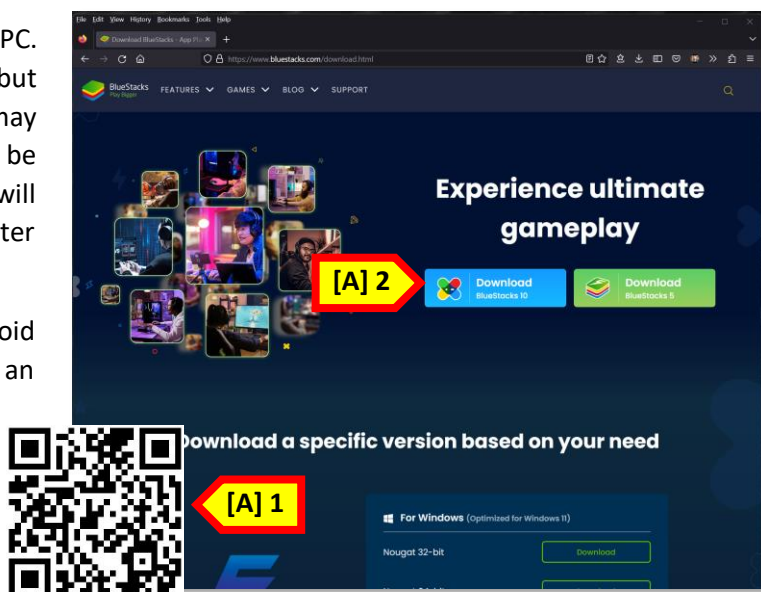 PC.
but
may
be
will
ter
oid
an
File Edit View History Bookmarks Tools Help
Download BlueStacks - App Pla × +
https://www.bluestacks.com/download.html
BlueStacks
Play Bigger
FEATURES GAMES BLOG SUPPORT
Experience ultimate
gameplay
[A] 2
Download
BlueStacks 10
Download
BlueStacks 5
Download a specific version based on your need
[A] 1
For Windows (Optimized for Windows 11)
Nougat 32-bit
Download